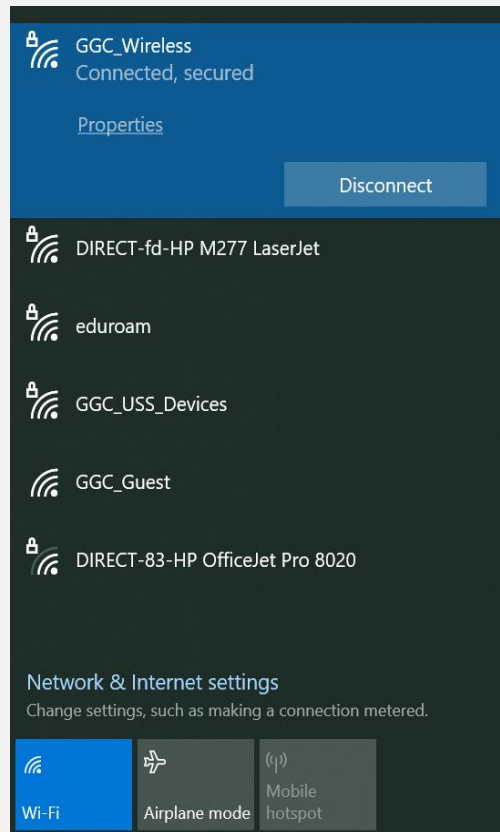 GGC_Wireless
Connected, secured
Properties
Disconnect
DIRECT-fd-HP M277 LaserJet
eduroam
GGC_USS_Devices
GGC_Guest
DIRECT-83-HP OfficeJet Pro 8020
Network & Internet settings
Change settings, such as making a connection metered.
Wi-Fi
Airplane mode
Mobile
hotspot